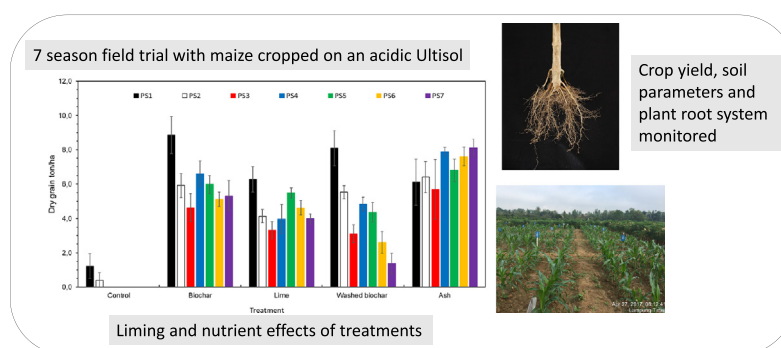 7 season field trial with maize cropped on an acidic Ultisol
12,0
10,0
8,0
6,0
4,0
2,0
0,0
Dry grain ton/ha
PS1 PS2 PS3 PS4 PS5 PS6 PS7
Control Biochar Lime Washed biochar Ash
Treatment
Liming and nutrient effects of treatments
Crop yield, soil
parameters and
plant root system
monitored
27, 2017,
Lampung